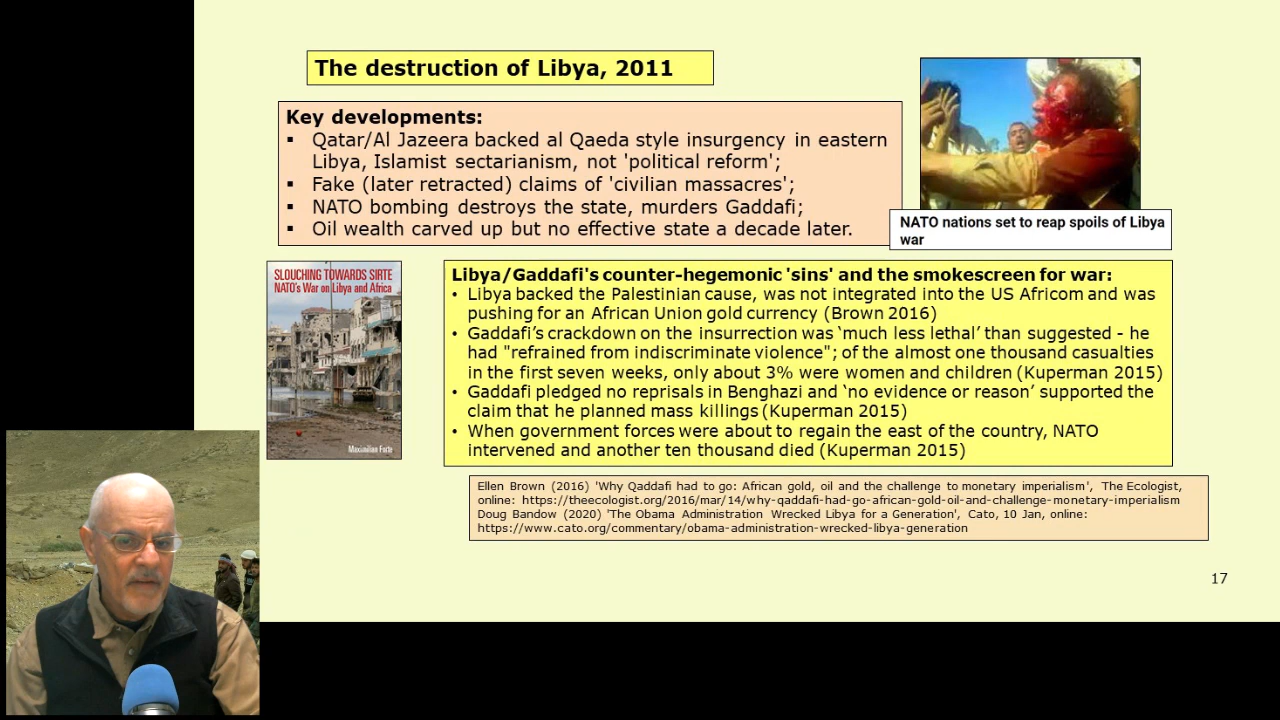 The destruction of Libya, 2011
Key developments:
▪ Qatar/Al Jazeera backed al Qaeda style insurgency in eastern
Libya, Islamist sectarianism, not 'political reform';
▪ Fake (later retracted) claims of 'civilian massacres';
▪ NATO bombing destroys the state, murders Gaddafi;
▪ Oil wealth carved up but no effective state a decade later.
NATO nations set to reap spoils of Libya
war
SLOUCHING TOWARDS SIRTE
NATO's War on Libya and Africa
Maximilian Forte
Libya/Gaddafi's counter-hegemonic 'sins' and the smokescreen for war:
• Libya backed the Palestinian cause, was not integrated into the US Africom and was
pushing for an African Union gold currency (Brown 2016)
• Gaddafi’s crackdown on the insurrection was ‘much less lethal’ than suggested - he
had "refrained from indiscriminate violence"; of the almost one thousand casualties
in the first seven weeks, only about 3% were women and children (Kuperman 2015)
• Gaddafi pledged no reprisals in Benghazi and ‘no evidence or reason’ supported the
claim that he planned mass killings (Kuperman 2015)
• When government forces were about to regain the east of the country, NATO
intervened and another ten thousand died (Kuperman 2015)
Ellen Brown (2016) 'Why Qaddafi had to go: African gold, oil and the challenge to monetary imperialism', The Ecologist,
online: https://theecologist.org/2016/mar/14/why-qaddafi-had-go-african-gold-oil-and-challenge-monetary-imperialism
Doug Bandow (2020) 'The Obama Administration Wrecked Libya for a Generation', Cato, 10 Jan, online:
https://www.cato.org/commentary/obama-administration-wrecked-libya-generation
17